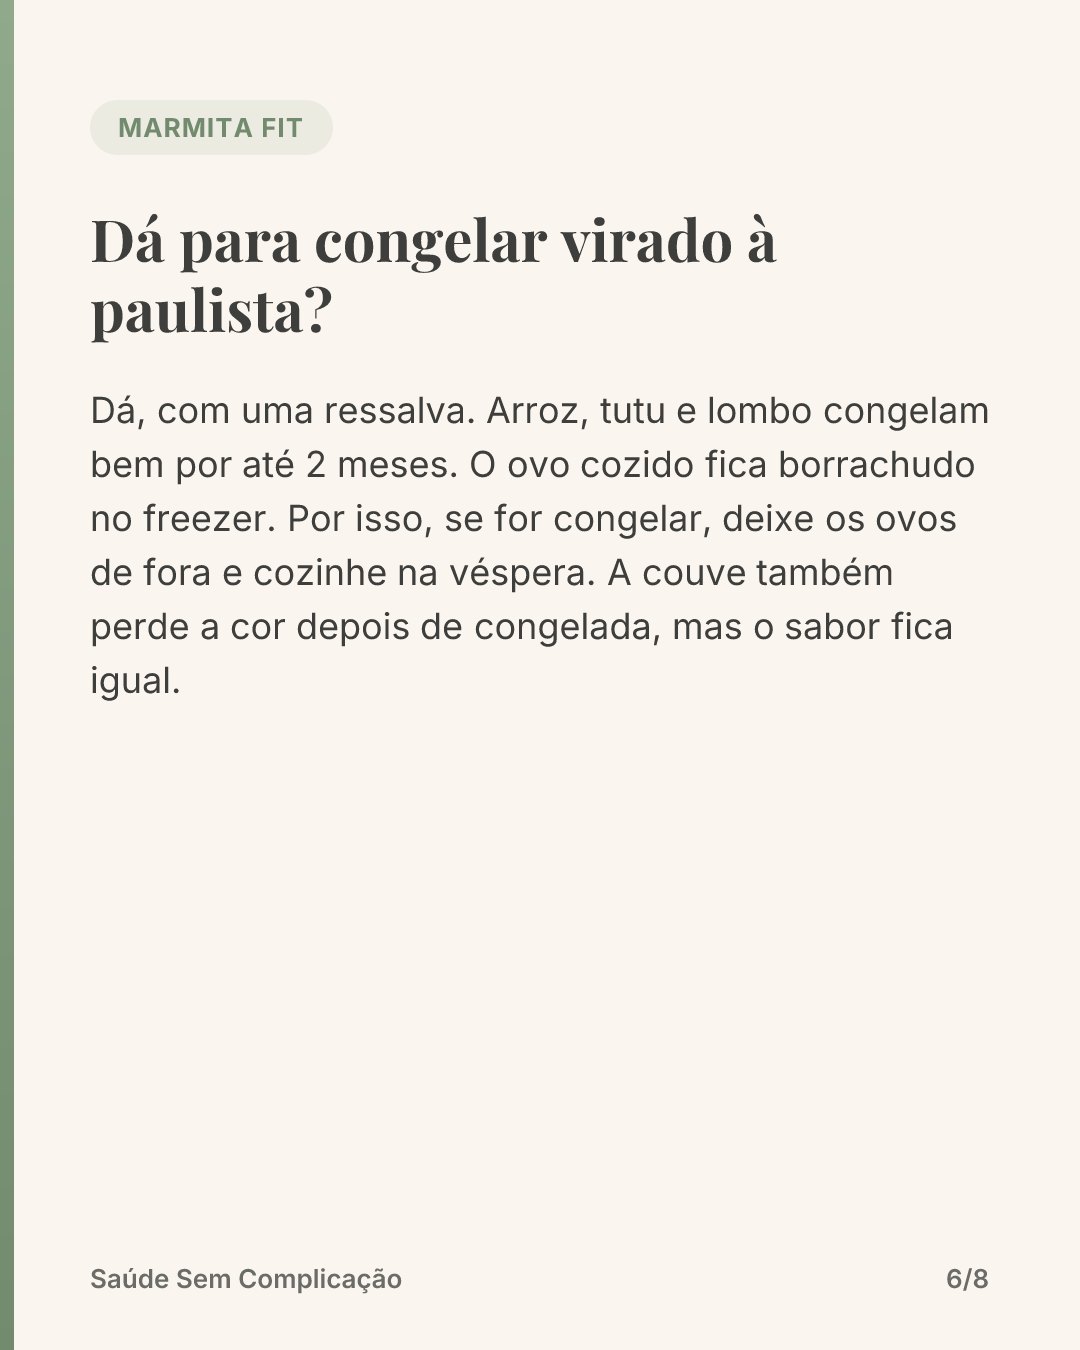 MARMITA FIT
Dá para congelar virado à
paulista?
Dá, com uma ressalva. Arroz, tutu e lombo congelam
bem por até 2 meses. O ovo cozido fica borrachudo
no freezer. Por isso, se for congelar, deixe os ovos
de fora e cozinhe na véspera. A couve também
perde a cor depois de congelada, mas o sabor fica
igual.
Saúde Sem Complicação
6/8